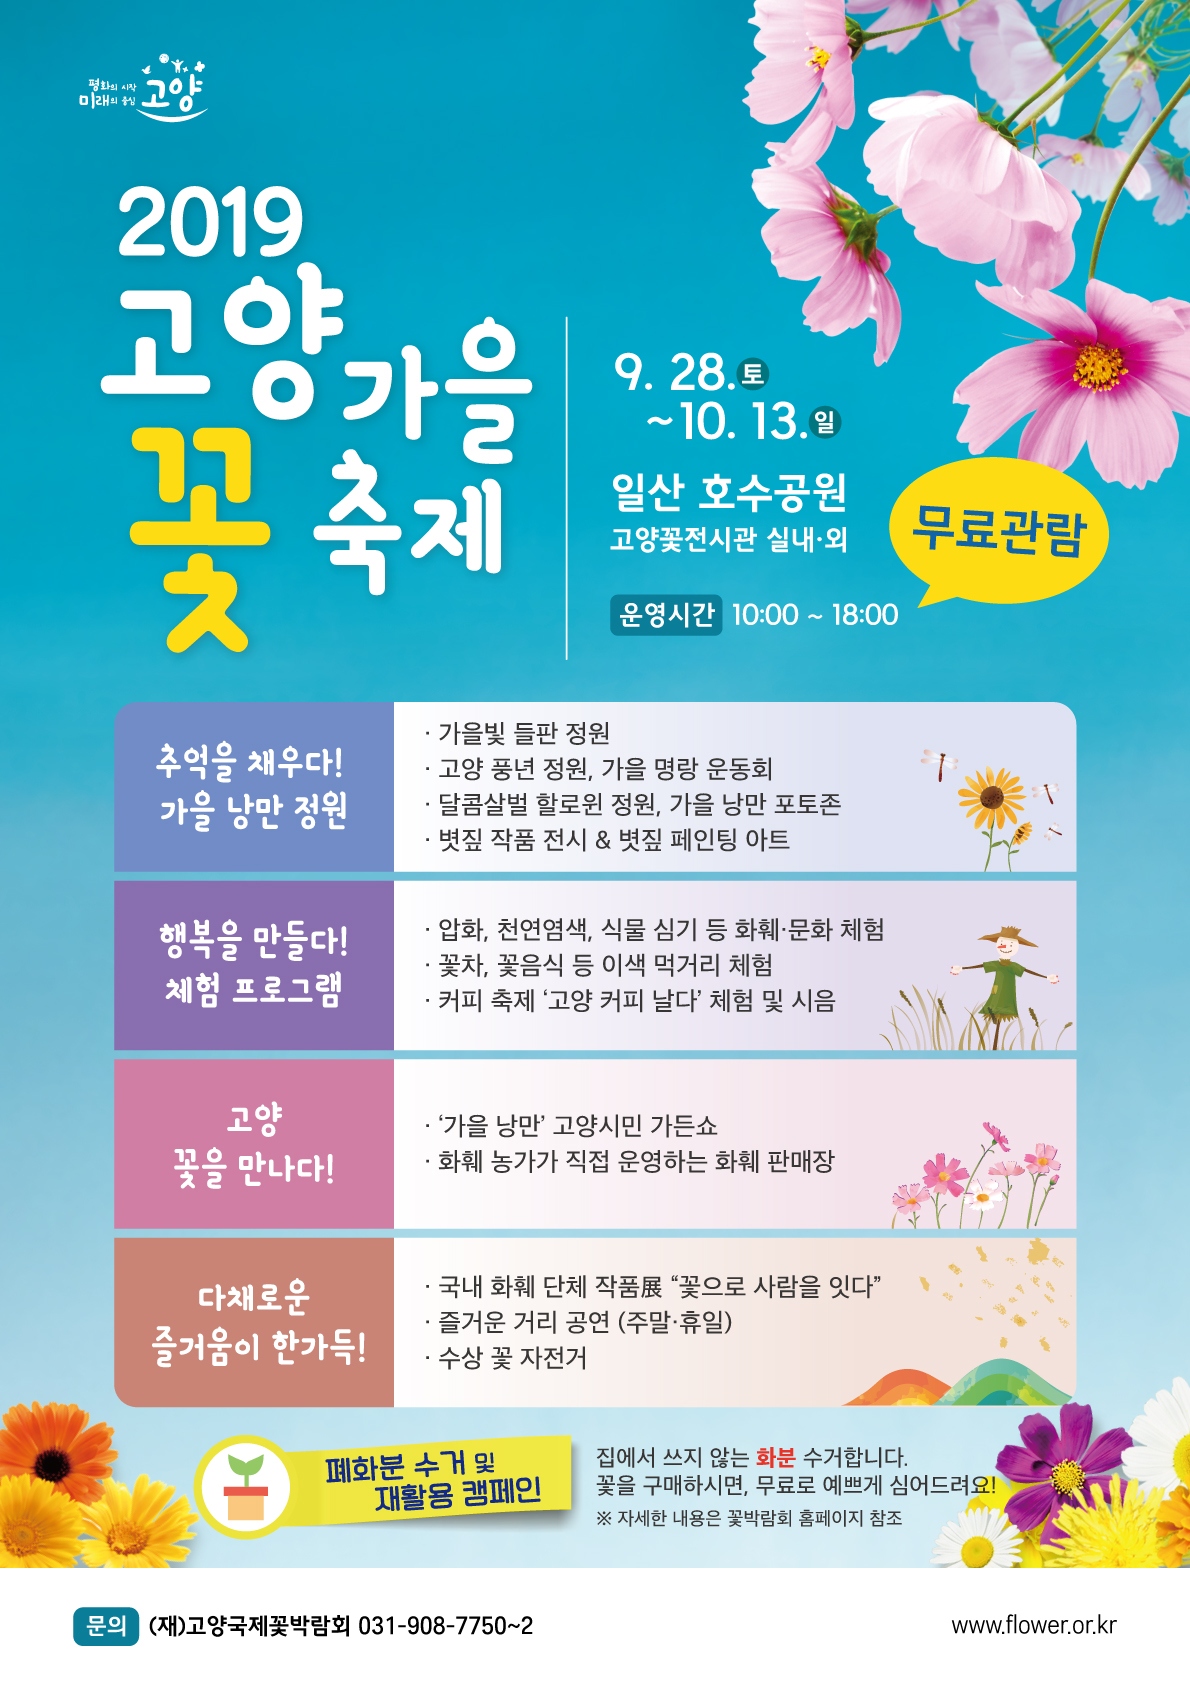 평화의 시작
미래의 중심 고양
2019
고양가을
꽃 축제
9. 28.토
~10. 13.일
일산 호수공원
고양꽃전시관 실내·외
무료관람
운영시간 10:00 ~ 18:00
추억을 채우다!
가을 낭만 정원
· 가을빛 들판 정원
· 고양 풍년 정원, 가을 명랑 운동회
· 달콤살벌 할로윈 정원, 가을 낭만 포토존
· 볏짚 작품 전시 & 볏짚 페인팅 아트
행복을 만들다!
체험 프로그램
· 압화, 천연염색, 식물 심기 등 화훼·문화 체험
· 꽃차, 꽃음식 등 이색 먹거리 체험
· 커피 축제 ‘고양 커피 날다’ 체험 및 시음
고양
꽃을 만나다!
· ‘가을 낭만’ 고양시민 가든쇼
· 화훼 농가가 직접 운영하는 화훼 판매장
다채로운
즐거움이 한가득!
· 국내 화훼 단체 작품展 “꽃으로 사람을 잇다”
· 즐거운 거리 공연 (주말·휴일)
· 수상 꽃 자전거
폐화분 수거 및
재활용 캠페인
집에서 쓰지 않는 화분 수거합니다.
꽃을 구매하시면, 무료로 예쁘게 심어드려요!
※ 자세한 내용은 꽃박람회 홈페이지 참조
문의 (재)고양국제꽃박람회 031-908-7750~2
www.flower.or.kr